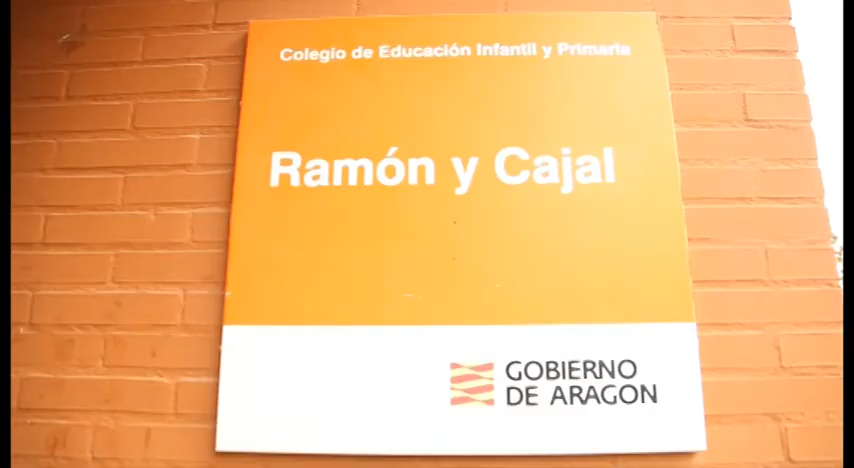 Colegio de Educación Infantil y Primaria
Ramón y Cajal
GOBIERNO
DE ARAGON